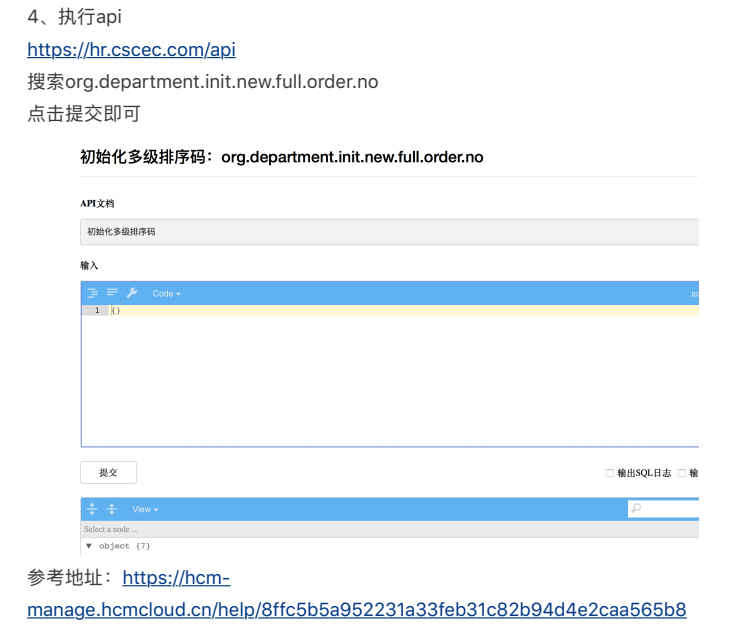 4、执行api
https://hr.cscec.com/api
搜索org.department.init.new.full.order.no
点击提交即可
初始化多级排序码：org.department.init.new.full.order.no
API文档
初始化多级排序码
输入
Code
1 {}
提交
输出SQL日志 输
View
Select a node ...
▼ object {7}
参考地址：https://hcm-
manage.hcmcloud.cn/help/8ffc5b5a952231a33feb31c82b94d4e2caa565b8